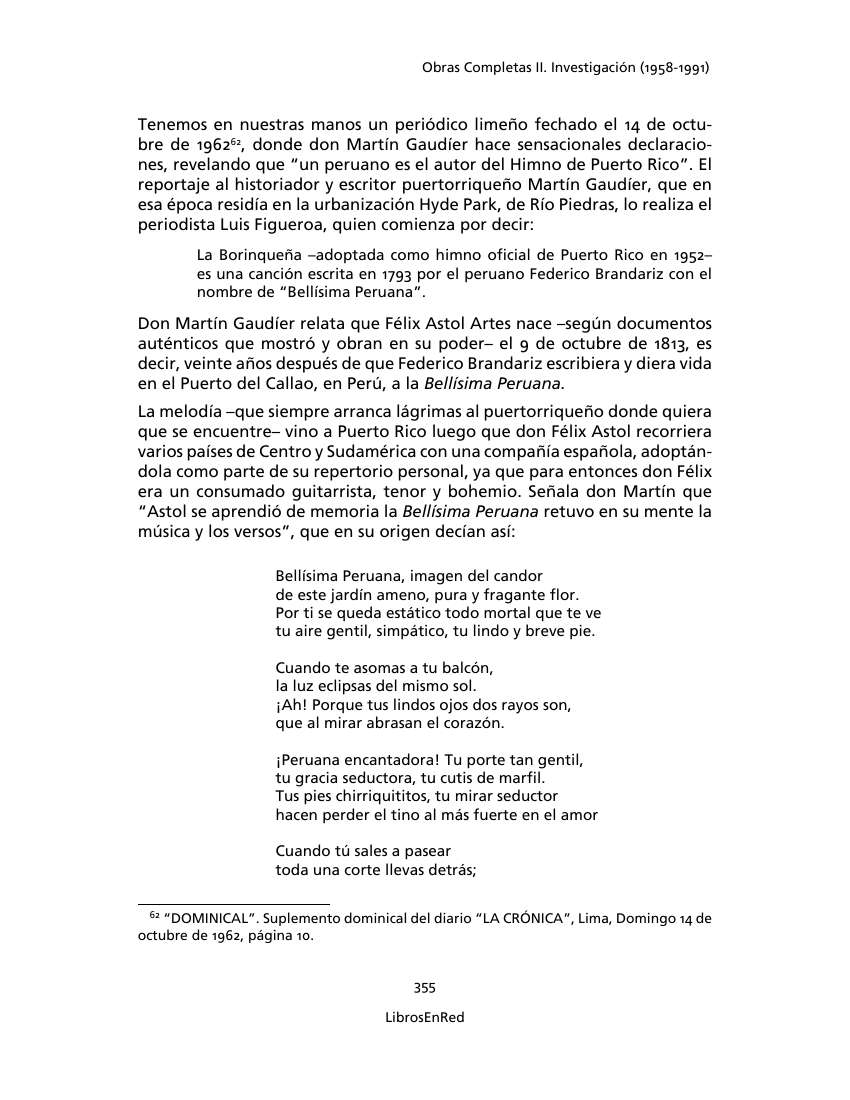 Obras Completas II. Investigación (1958-1991)
Tenemos en nuestras manos un periódico limeño fechado el 14 de octu-
bre de 1962⁶², donde don Martín Gaudíer hace sensacionales declaracio-
nes, revelando que “un peruano es el autor del Himno de Puerto Rico”. El
reportaje al historiador y escritor puertorriqueño Martín Gaudíer, que en
esa época residía en la urbanización Hyde Park, de Río Piedras, lo realiza el
periodista Luis Figueroa, quien comienza por decir:
La Borinqueña –adoptada como himno oficial de Puerto Rico en 1952–
es una canción escrita en 1793 por el peruano Federico Brandariz con el
nombre de “Bellísima Peruana”.
Don Martín Gaudíer relata que Félix Astol Artes nace –según documentos
auténticos que mostró y obran en su poder– el 9 de octubre de 1813, es
decir, veinte años después de que Federico Brandariz escribiera y diera vida
en el Puerto del Callao, en Perú, a la Bellísima Peruana.
La melodía –que siempre arranca lágrimas al puertorriqueño donde quiera
que se encuentre– vino a Puerto Rico luego que don Félix Astol recorriera
varios países de Centro y Sudamérica con una compañía española, adoptán-
dola como parte de su repertorio personal, ya que para entonces don Félix
era un consumado guitarrista, tenor y bohemio. Señala don Martín que
“Astol se aprendió de memoria la Bellísima Peruana retuvo en su mente la
música y los versos”, que en su origen decían así:
Bellísima Peruana, imagen del candor
de este jardín ameno, pura y fragante flor.
Por ti se queda estático todo mortal que te ve
tu aire gentil, simpático, tu lindo y breve pie.
Cuando te asomas a tu balcón,
la luz eclipsas del mismo sol.
¡Ah! Porque tus lindos ojos dos rayos son,
que al mirar abrasan el corazón.
¡Peruana encantadora! Tu porte tan gentil,
tu gracia seductora, tu cutis de marfil.
Tus pies chirriquititos, tu mirar seductor
hacen perder el tino al más fuerte en el amor
Cuando tú sales a pasear
toda una corte llevas detrás;
⁶² “DOMINICAL”. Suplemento dominical del diario “LA CRÓNICA”, Lima, Domingo 14 de
octubre de 1962, página 10.
355
LibrosEnRed